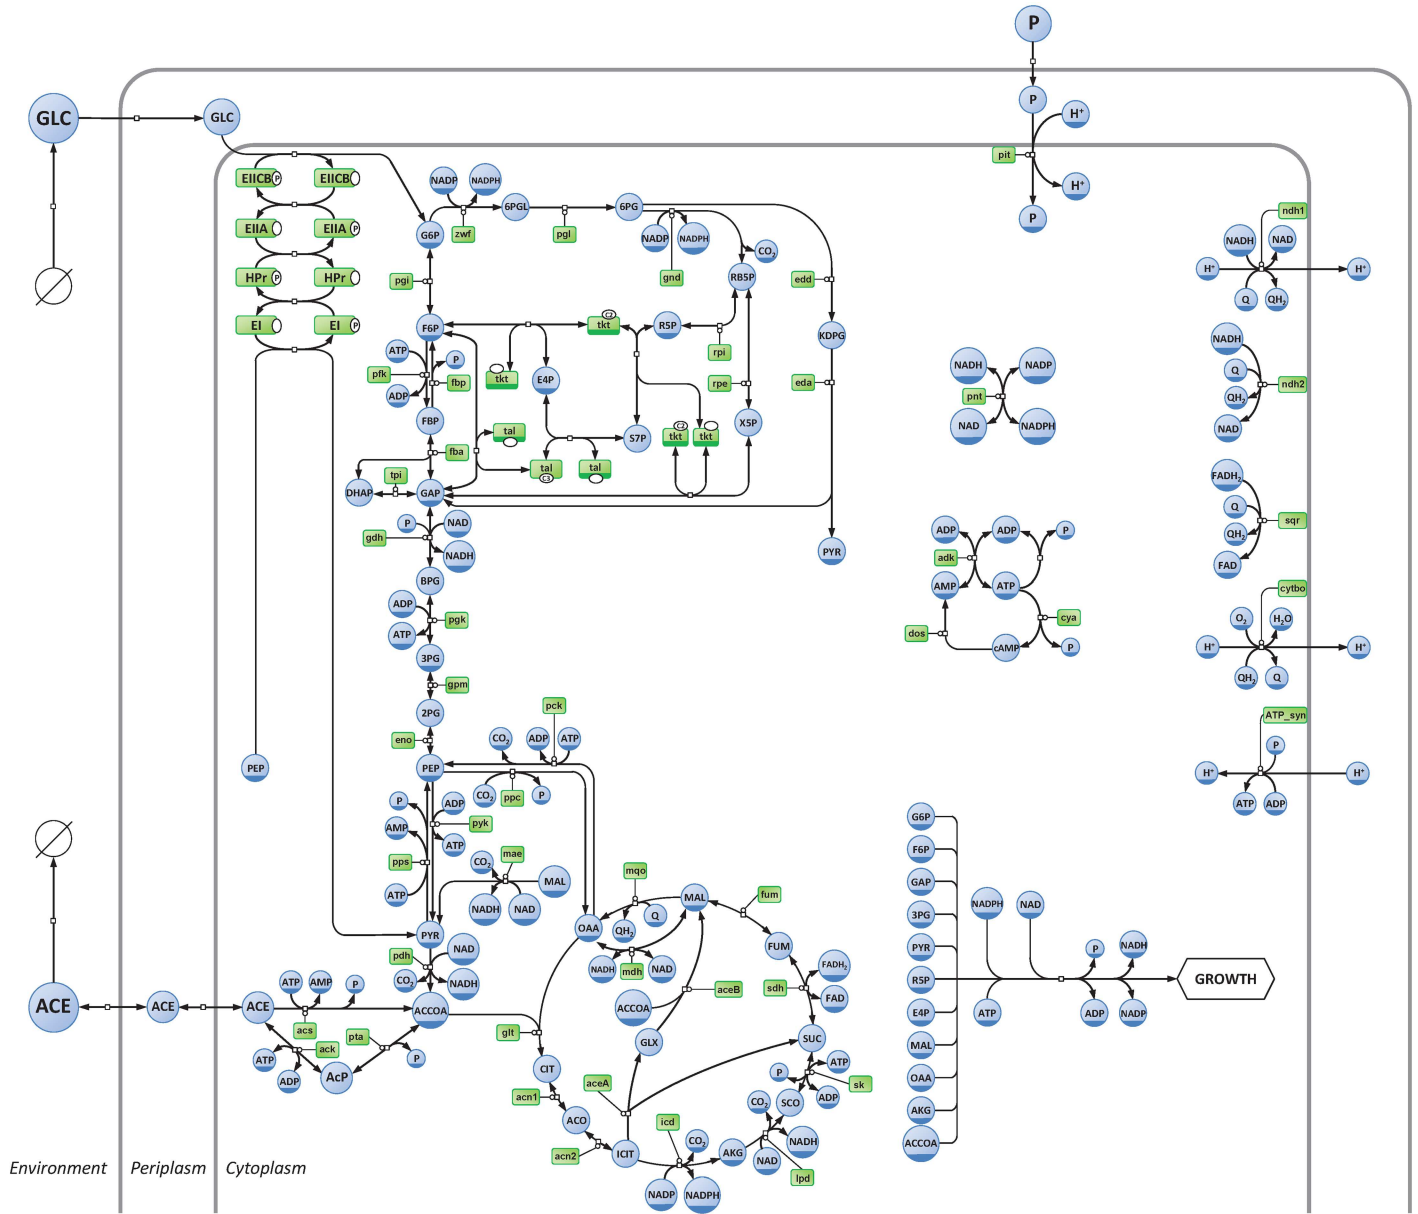 P
GLC
GLC
P
H+
pit
H+
P
EIICB P
EIICB
EIIA
EIIA P
HPr P
HPr
EI
EI P
PEP
NADP
NADPH
G6P
zwf
6PGL
pgl
6PG
NADP
NADPH
gnd
CO2
RB5P
edd
KDPG
eda
PYR
pgi
F6P
C2
tkt
R5P
rpi
rpe
X5P
ATP
P
pfk
fbp
ADP
FBP
tkt
E4P
S7P
tal
tal
C3
tal
C2
tkt
tkt
fba
tpi
DHAP
GAP
P
NAD
gdh
NADH
BPG
ADP
pgk
ATP
3PG
gpm
2PG
eno
PEP
pck
CO2
ADP
ATP
CO2
ppc
P
P
ADP
AMP
pyk
ATP
pps
ATP
CO2
mae
MAL
NADH
NAD
PYR
pdh
NAD
CO2
NADH
ACE
ACE
ACE
ATP
AMP
P
acs
ACCOA
ack
pta
ATP
ADP
AcP
P
mqo
MAL
fum
OAA
QH2
Q
NADH
mdh
NAD
FUM
FADH2
sdh
FAD
ACCOA
aceB
GLX
SUC
glt
CIT
acn1
ACO
acn2
ICIT
aceA
icd
CO2
NADP
NADPH
AKG
CO2
NAD
NADH
lpd
SCO
P
ATP
ADP
sk
NADH
NADP
pnt
NAD
NADPH
ADP
ADP
P
adk
AMP
ATP
dos
cya
cAMP
P
ndh1
NADH
NAD
H+
H+
Q
QH2
NADH
Q
ndh2
QH2
NAD
FADH2
Q
sqr
QH2
FAD
cytbo
O2
H2O
H+
H+
QH2
Q
ATP_syn
P
H+
H+
ATP
ADP
G6P
F6P
GAP
3PG
PYR
R5P
E4P
MAL
OAA
AKG
ACCOA
NADPH
NAD
ATP
P
NADH
ADP
NADP
GROWTH
Environment
Periplasm
Cytoplasm